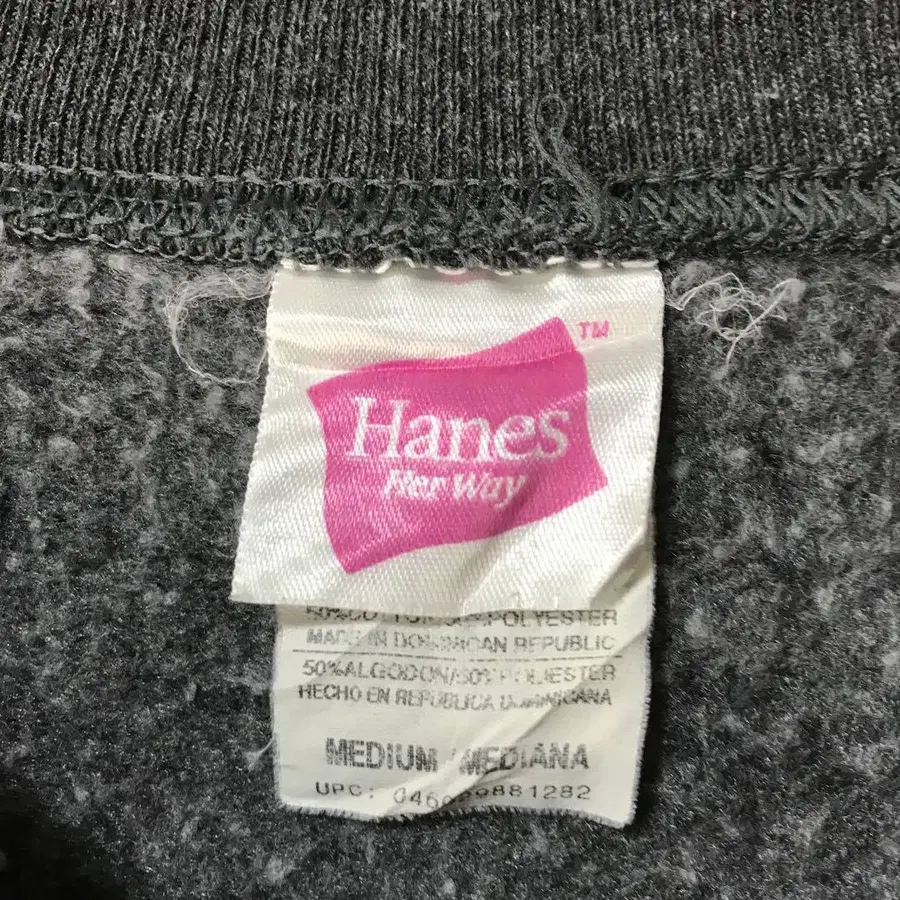 TM
Hanes
Her Way
50% COTTON/50% POLYESTER
MADE IN DOMINICAN REPUBLIC
50%ALGODON/50% POLIESTER
HECHO EN REPUBLICA DOMINICANA
MEDIUM / MEDIANA
UPC: